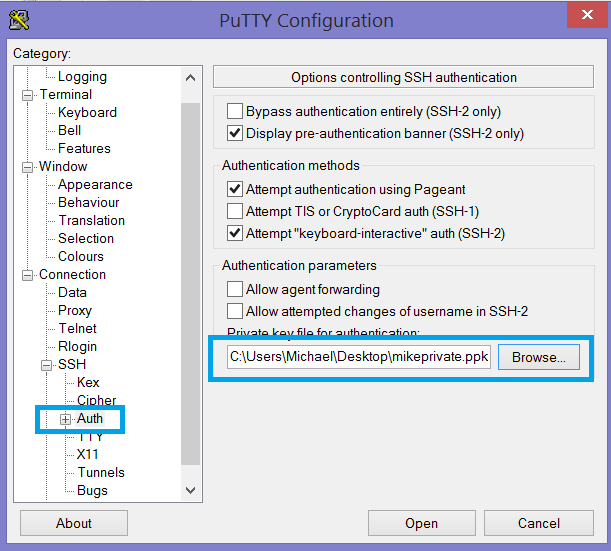 PuTTY Configuration
Category:
Logging
Terminal
Keyboard
Bell
Features
Window
Appearance
Behaviour
Translation
Selection
Colours
Connection
Data
Proxy
Telnet
Rlogin
SSH
Kex
Cipher
Auth
TTY
X11
Tunnels
Bugs
Options controlling SSH authentication
Bypass authentication entirely (SSH-2 only)
Display pre-authentication banner (SSH-2 only)
Authentication methods
Attempt authentication using Pageant
Attempt TIS or CryptoCard auth (SSH-1)
Attempt "keyboard-interactive" auth (SSH-2)
Authentication parameters
Allow agent forwarding
Allow attempted changes of username in SSH-2
Private key file for authentication:
C:\Users\Michael\Desktop\mikeprivate.ppk Browse...
About Open Cancel